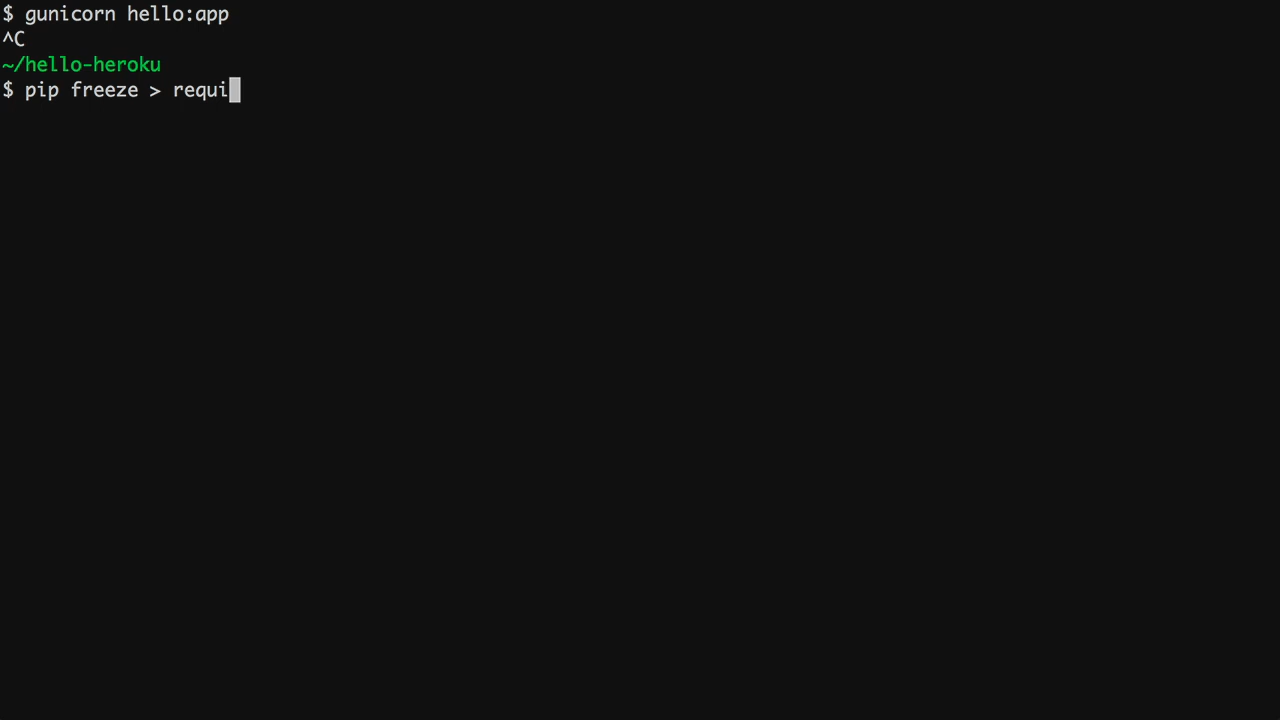 $ gunicorn hello:app
^C
~/hello-heroku
$ pip freeze > requi